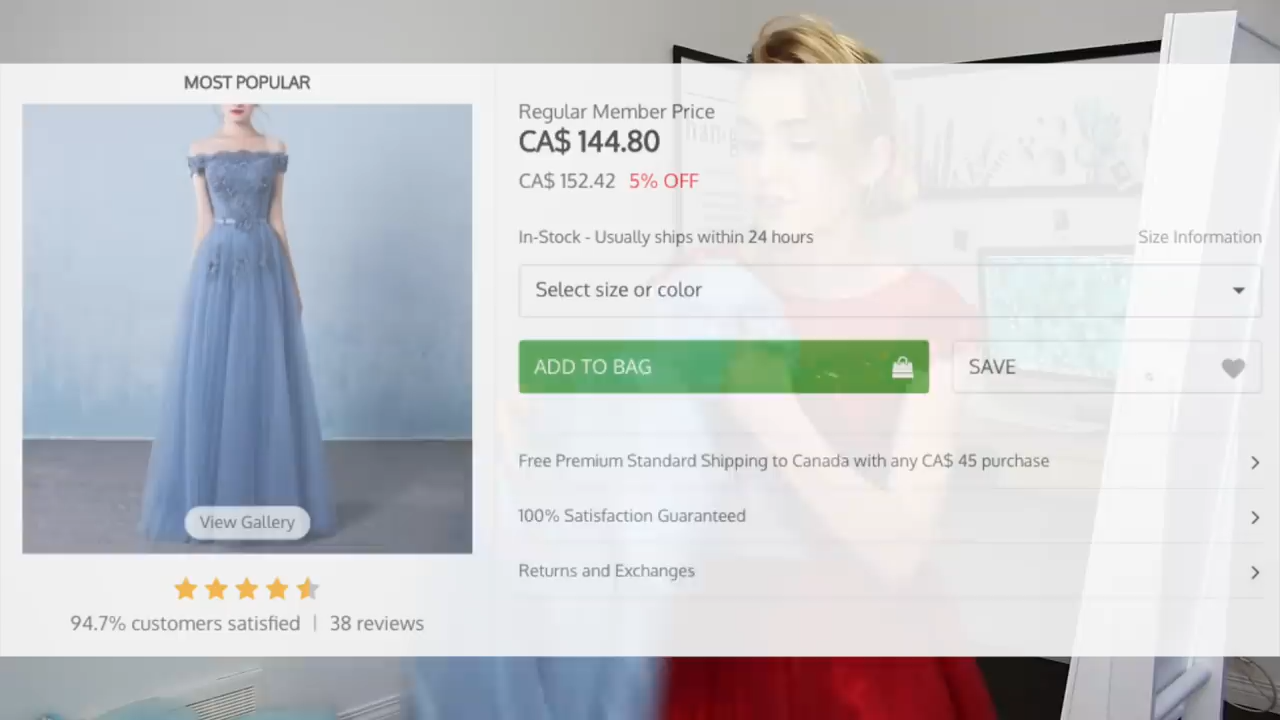 MOST POPULAR
View Gallery
94.7% customers satisfied | 38 reviews
Regular Member Price
CA$ 144.80
CA$ 152.42 5% OFF
In-Stock - Usually ships within 24 hours
Size Information
Select size or color
ADD TO BAG
SAVE
Free Premium Standard Shipping to Canada with any CA$ 45 purchase
100% Satisfaction Guaranteed
Returns and Exchanges